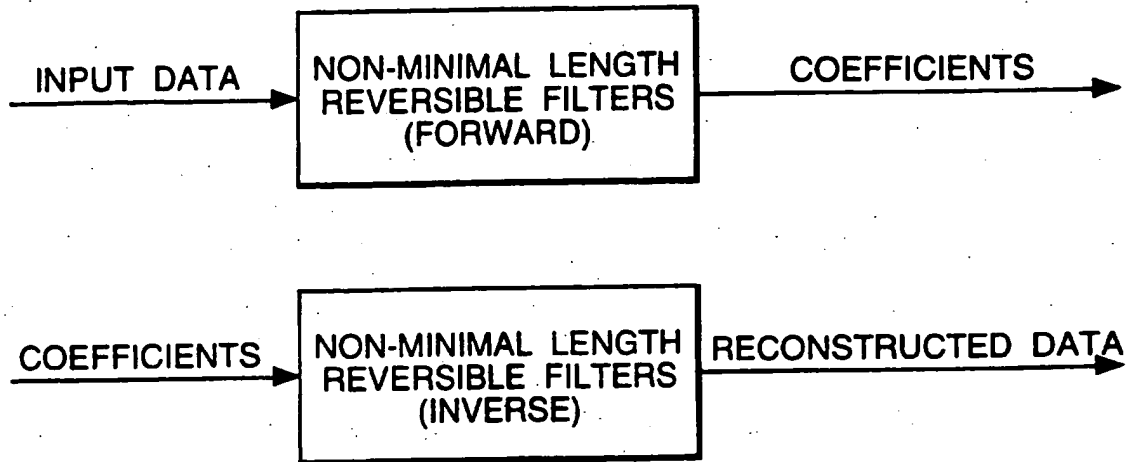 INPUT DATA
NON-MINIMAL LENGTH
REVERSIBLE FILTERS
(FORWARD)
COEFFICIENTS
COEFFICIENTS
NON-MINIMAL LENGTH
REVERSIBLE FILTERS
(INVERSE)
RECONSTRUCTED DATA